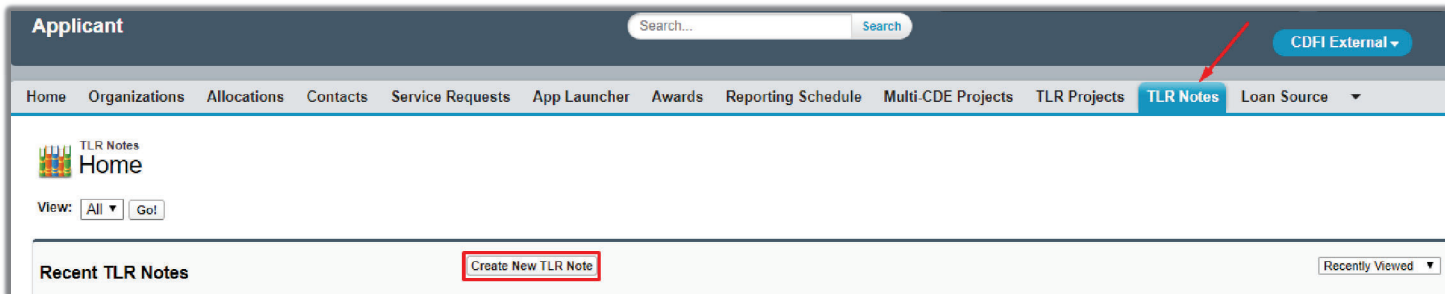 Applicant
Search...
Search
CDFI External
Home Organizations Allocations Contacts Service Requests App Launcher Awards Reporting Schedule Multi-CDE Projects TLR Projects TLR Notes Loan Source
TLR Notes
Home
View: All Go!
Recent TLR Notes Create New TLR Note Recently Viewed